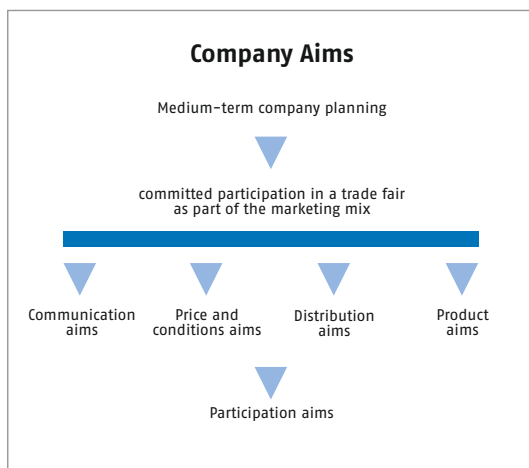 Company Aims
Medium-term company planning
committed participation in a trade fair
as part of the marketing mix
Communication
aims
Price and
conditions aims
Distribution
aims
Product
aims
Participation aims